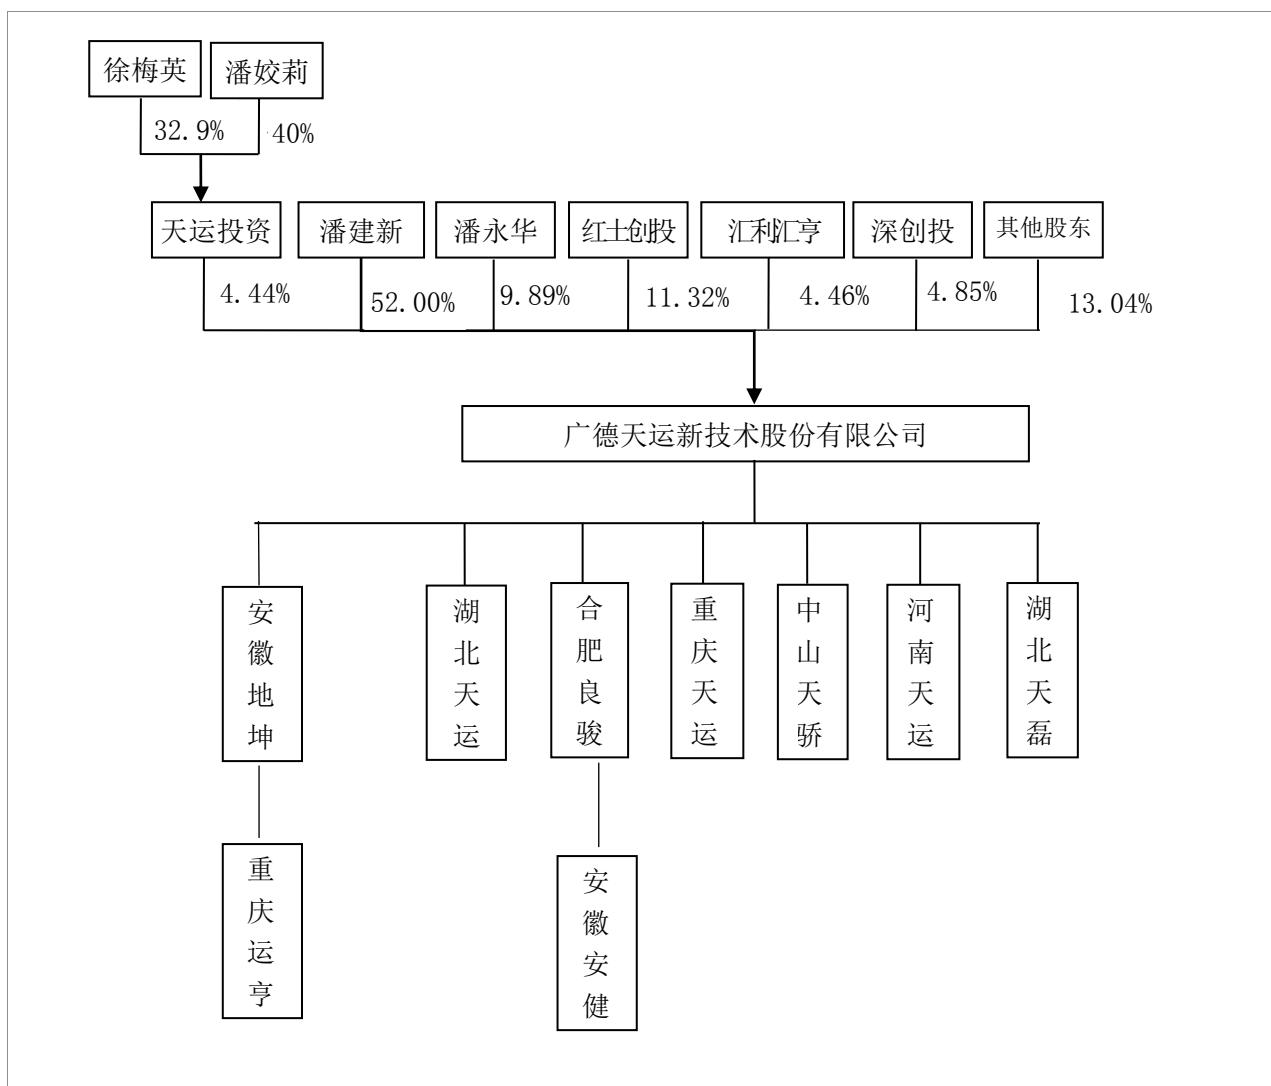 徐梅英
潘姣莉
32.9%
40%
天运投资
潘建新
潘永华
红土创投
汇利汇亨
深创投
其他股东
4.44%
52.00%
9.89%
11.32%
4.46%
4.85%
13.04%
广德天运新技术股份有限公司
安徽地坤
湖北天运
合肥良骏
重庆天运
中山天骄
河南天运
湖北天磊
重庆运亨
安徽安健